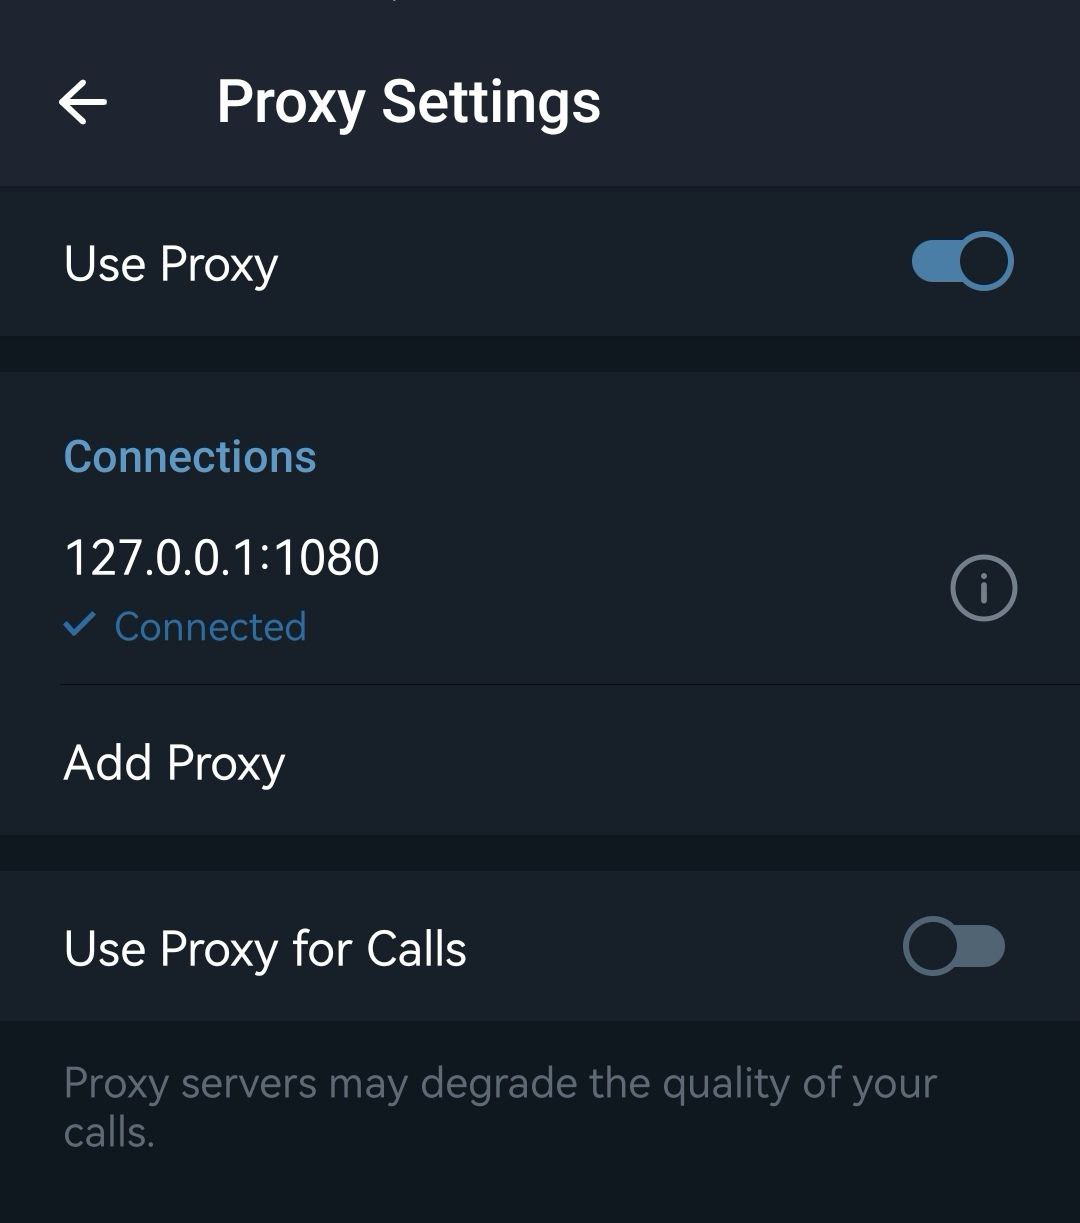 Proxy Settings
Use Proxy
Connections
127.0.0.1:1080
Connected
Add Proxy
Use Proxy for Calls
Proxy servers may degrade the quality of your
calls.